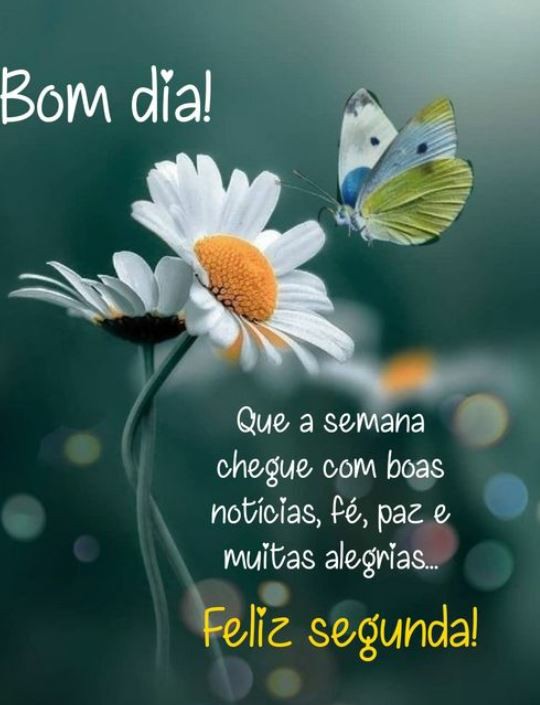 Bom dia!
Que a semana
chegue com boas
notícias, fé, paz e
muitas alegrias...
Feliz segunda!